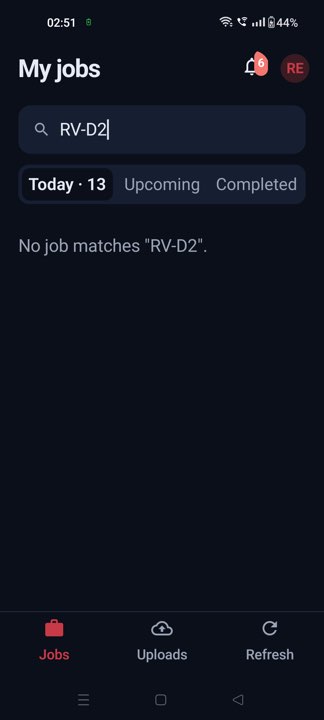 02:51 44%
My jobs 6 RE
RV-D2
Today · 13 Upcoming Completed
No job matches "RV-D2".
Jobs Uploads Refresh